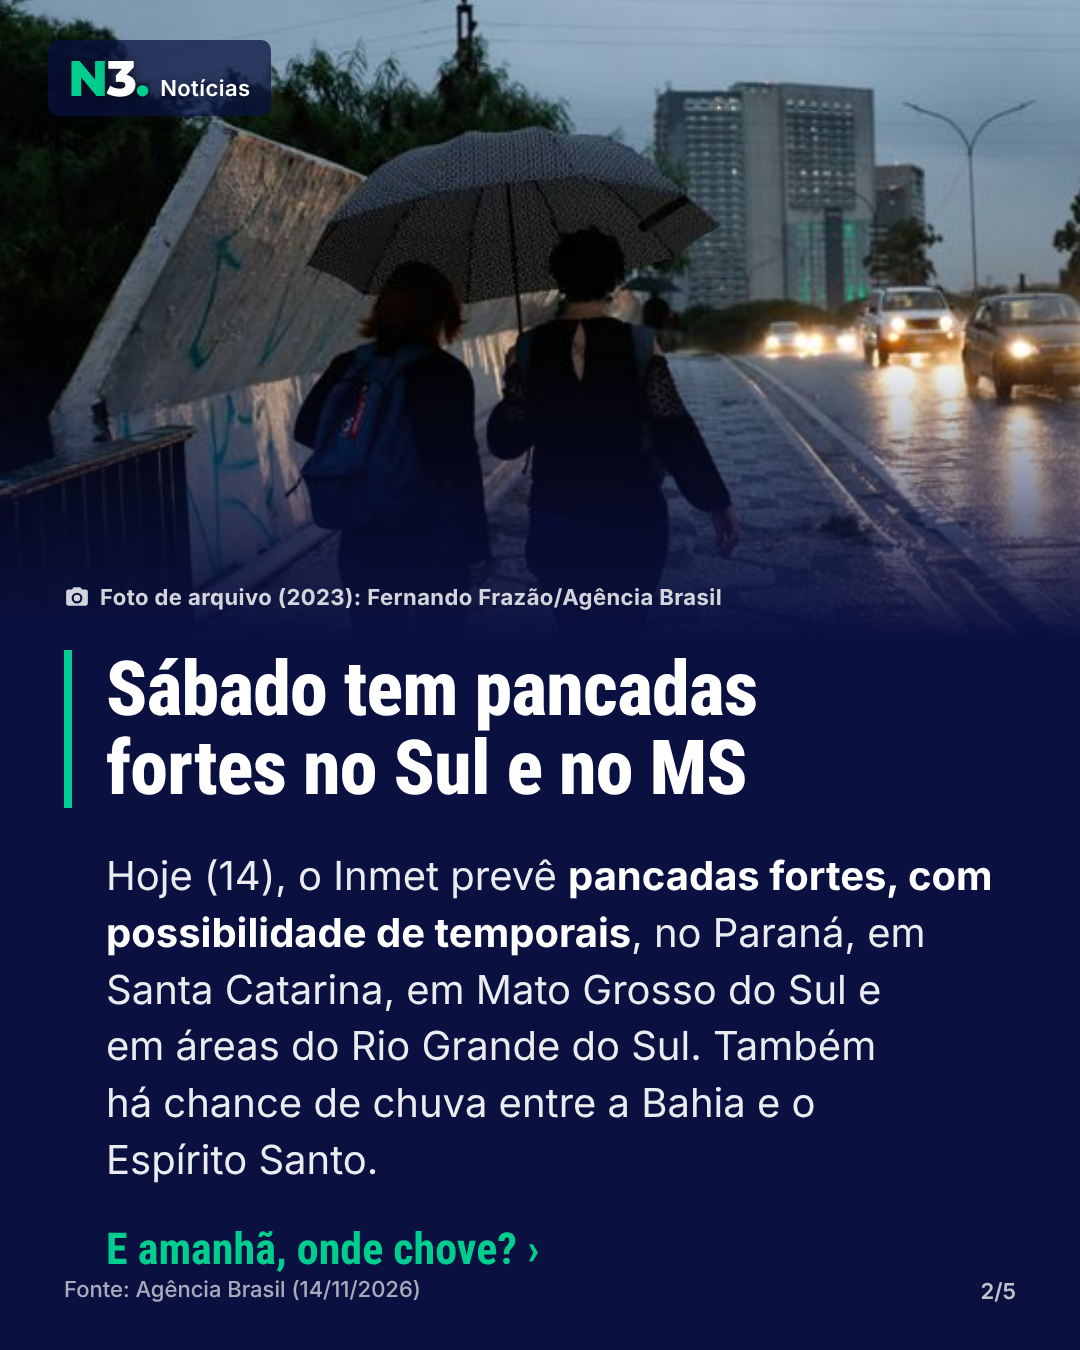 N3. Notícias
Foto de arquivo (2023): Fernando Frazão/Agência Brasil
Sábado tem pancadas
fortes no Sul e no MS
Hoje (14), o Inmet prevê pancadas fortes, com
possibilidade de temporais, no Paraná, em
Santa Catarina, em Mato Grosso do Sul e
em áreas do Rio Grande do Sul. Também
há chance de chuva entre a Bahia e o
Espírito Santo.
E amanhã, onde chove? ›
Fonte: Agência Brasil (14/11/2026)
2/5